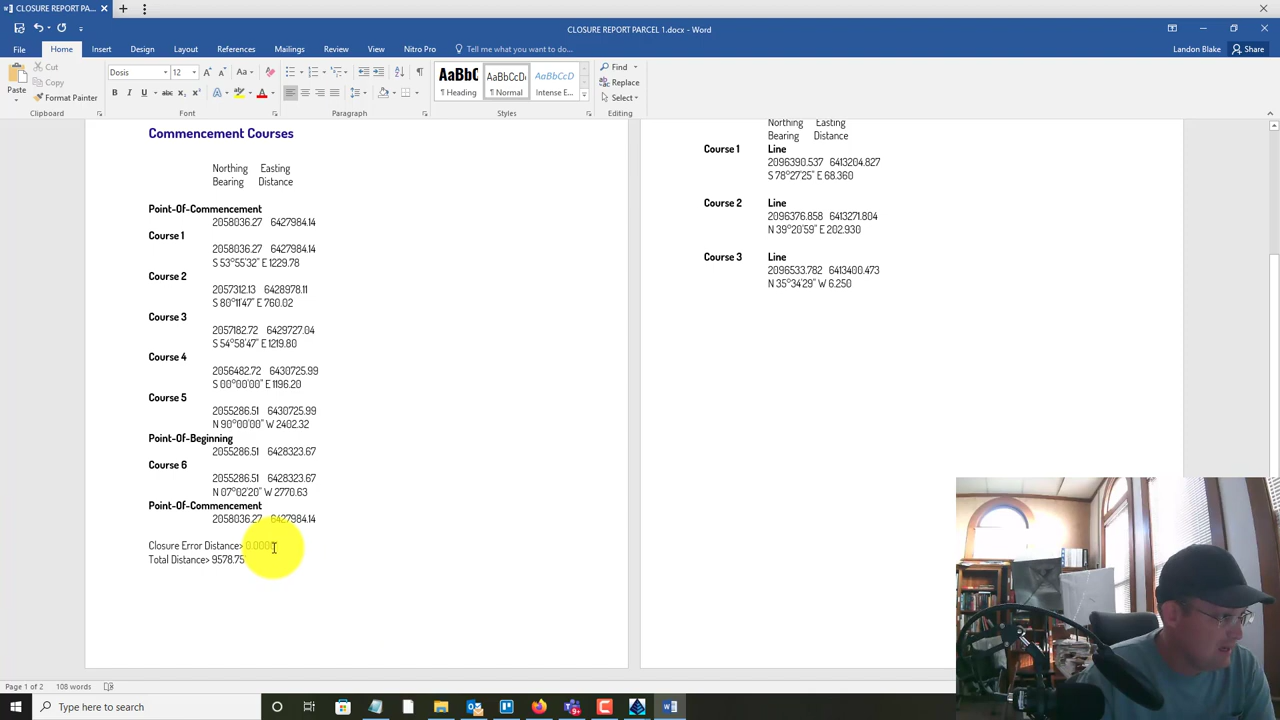 CLOSURE REPORT PA...
CLOSURE REPORT PARCEL 1.docx - Word
File Home Insert Design Layout References Mailings Review View Nitro Pro Tell me what you want to do... Landon Blake Share
Cut
Copy
Format Painter
Paste
Clipboard
Dosis 12
Font
Paragraph
AaBbC AaBbCcDc AaBbCcD
¶ Heading ¶ Normal Intense E...
Styles
Find
Replace
Select
Editing
Commencement Courses
Northing Easting
Bearing Distance
Point-Of-Commencement
2058036.27 6427984.14
Course 1
2058036.27 6427984.14
S 53°55'32" E 1229.78
Course 2
2057312.13 6428978.11
S 80°11'47" E 760.02
Course 3
2057182.72 6429727.04
S 54°58'47" E 1219.80
Course 4
2056482.72 6430725.99
S 00°00'00" E 1196.20
Course 5
2055286.51 6430725.99
N 90°00'00" W 2402.32
Point-Of-Beginning
2055286.51 6428323.67
Course 6
2055286.51 6428323.67
N 07°02'20" W 2770.63
Point-Of-Commencement
2058036.27 6427984.14
Closure Error Distance> 0.0000
Total Distance> 9578.75
Northing Easting
Bearing Distance
Course 1 Line
2096390.537 6413204.827
S 78°27'25" E 68.360
Course 2 Line
2096376.858 6413271.804
N 39°20'59" E 202.930
Course 3 Line
2096533.782 6413400.473
N 35°34'29" W 6.250
Page 1 of 2 108 words
Type here to search